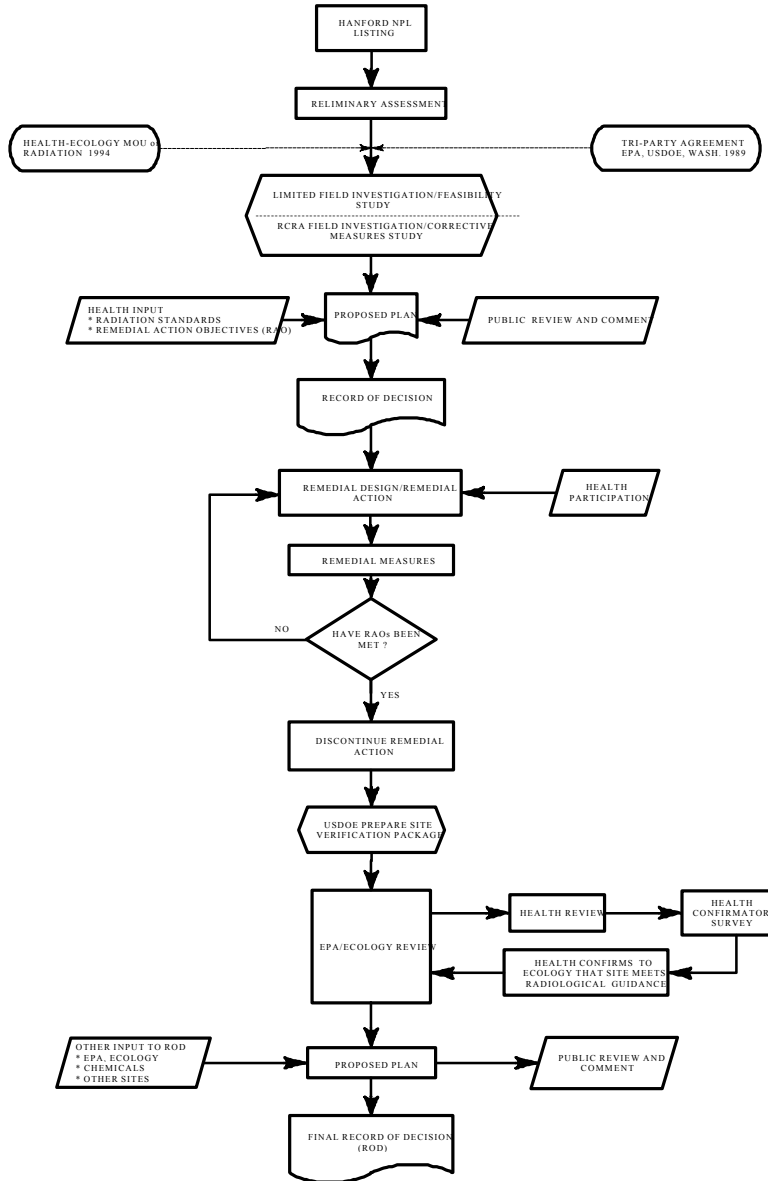 HANFORD NPL
LISTING
RELIMINARY ASSESSMENT
HEALTH-ECOLOGY MOU o
RADIATION 1994
TRI-PARTY AGREEMENT
EPA, USDOE, WASH. 1989
LIMITED FIELD INVESTIGATION/FEASIBILITY
STUDY
RCRA FIELD INVESTIGATION/CORRECTIVE
MEASURES STUDY
HEALTH INPUT
* RADIATION STANDARDS
* REMEDIAL ACTION OBJECTIVES (RAO)
PROPOSED PLAN
PUBLIC REVIEW AND COMMENT
RECORD OF DECISION
REMEDIAL DESIGN/REMEDIAL
ACTION
HEALTH
PARTICIPATION
REMEDIAL MEASURES
NO
HAVE RAOs BEEN
MET ?
YES
DISCONTINUE REMEDIAL
ACTION
USDOE PREPARE SITE
VERIFICATION PACKAGE
EPA/ECOLOGY REVIEW
HEALTH REVIEW
HEALTH
CONFIRMATOR
SURVEY
HEALTH CONFIRMS TO
ECOLOGY THAT SITE MEETS
RADIOLOGICAL GUIDANCE
OTHER INPUT TO ROD
* EPA, ECOLOGY
* CHEMICALS
* OTHER SITES
PROPOSED PLAN
PUBLIC REVIEW AND
COMMENT
FINAL RECORD OF DECISION
(ROD)